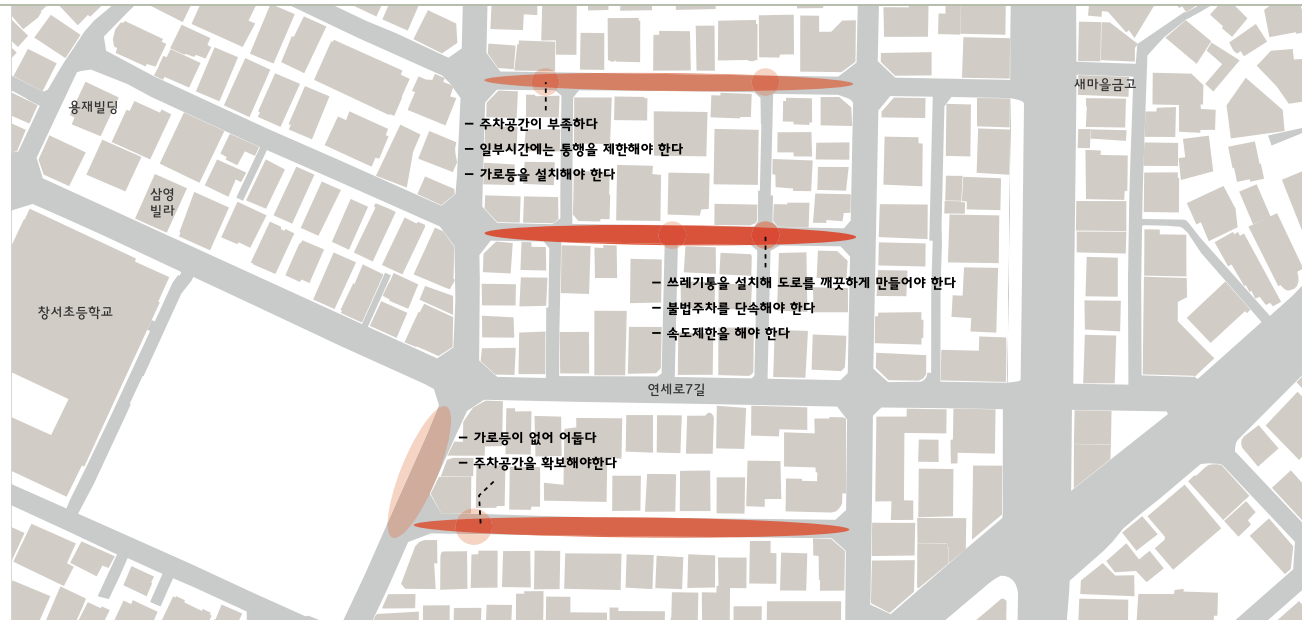 용재빌딩
새마을금고
– 주차공간이 부족하다
– 일부시간에는 통행을 제한해야 한다
– 가로등을 설치해야 한다
삼영
빌라
– 쓰레기통을 설치해 도로를 깨끗하게 만들어야 한다
– 불법주차를 단속해야 한다
– 속도제한을 해야 한다
창서초등학교
연세로7길
– 가로등이 없어 어둡다
– 주차공간을 확보해야한다